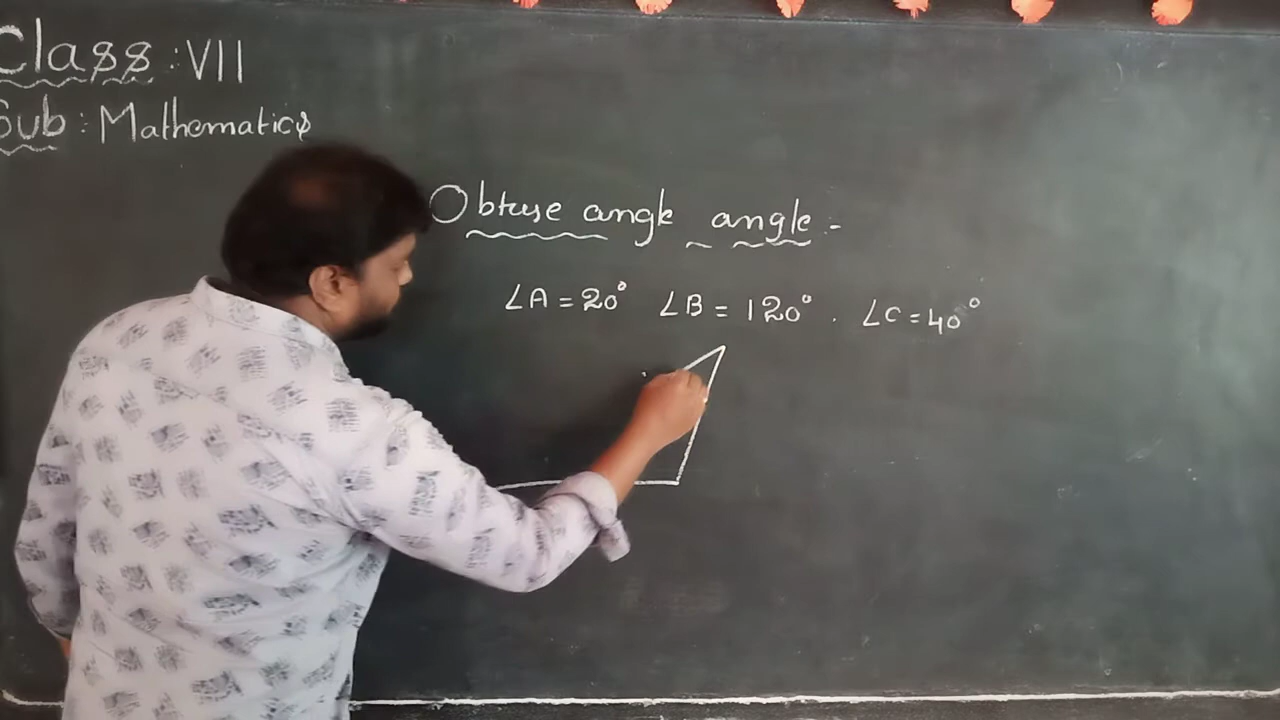 Class : VII
Sub : Mathematics
Obtuse angle angle :-
∠A = 20° ∠B = 120° . ∠C = 40°